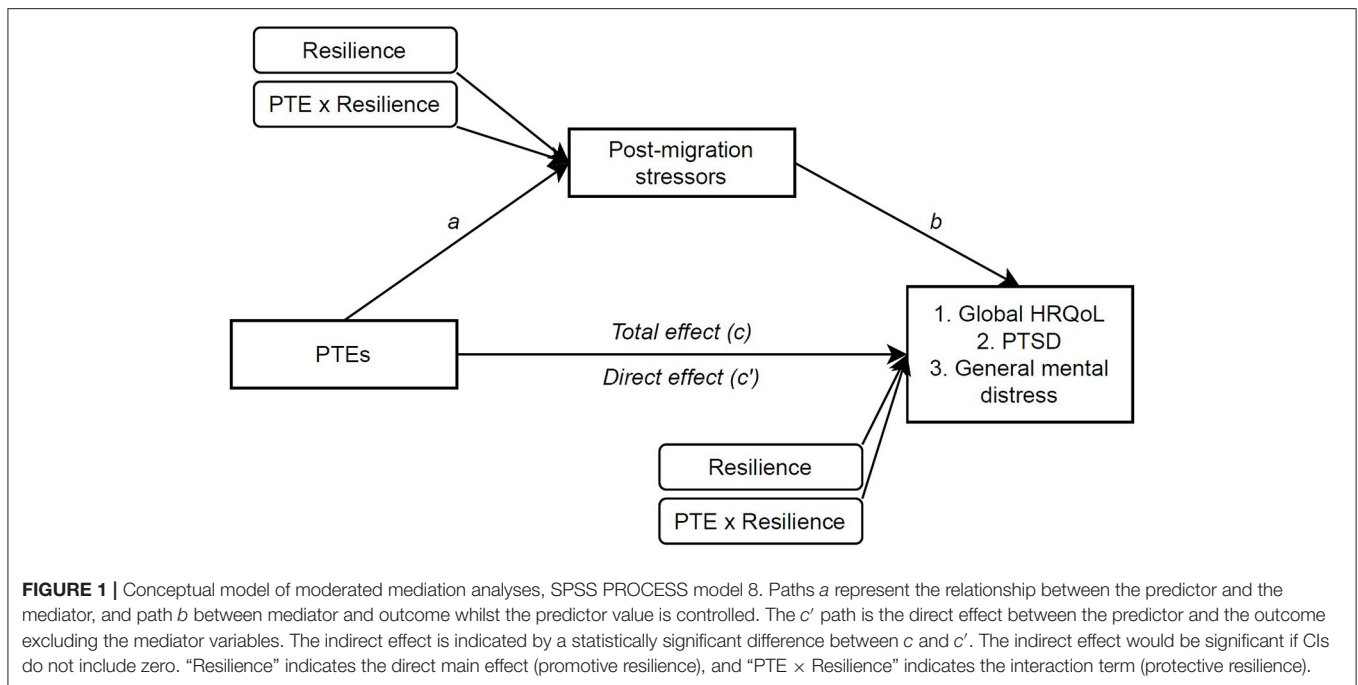 Resilience
PTE x Resilience
Post-migration
stressors
a
b
PTEs
Total effect (c)
Direct effect (c')
1. Global HRQoL
2. PTSD
3. General mental
distress
Resilience
PTE x Resilience
FIGURE 1 | Conceptual model of moderated mediation analyses, SPSS PROCESS model 8. Paths a represent the relationship between the predictor and the
mediator, and path b between mediator and outcome whilst the predictor value is controlled. The c′ path is the direct effect between the predictor and the outcome
excluding the mediator variables. The indirect effect is indicated by a statistically significant difference between c and c′. The indirect effect would be significant if CIs
do not include zero. “Resilience” indicates the direct main effect (promotive resilience), and “PTE × Resilience” indicates the interaction term (protective resilience).